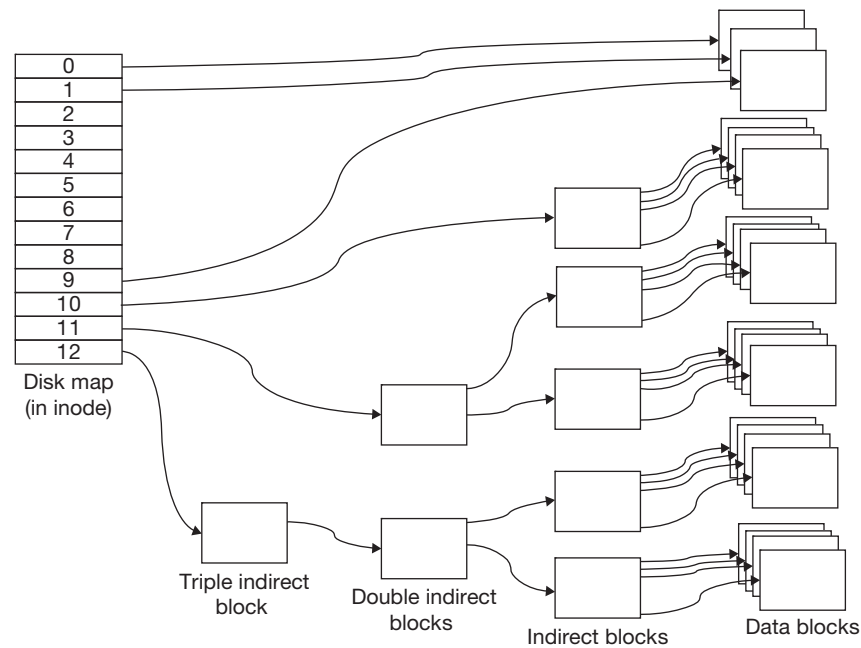 0
1
2
3
4
5
6
7
8
9
10
11
12
Disk map
(in inode)
Triple indirect
block
Double indirect
blocks
Indirect blocks
Data blocks